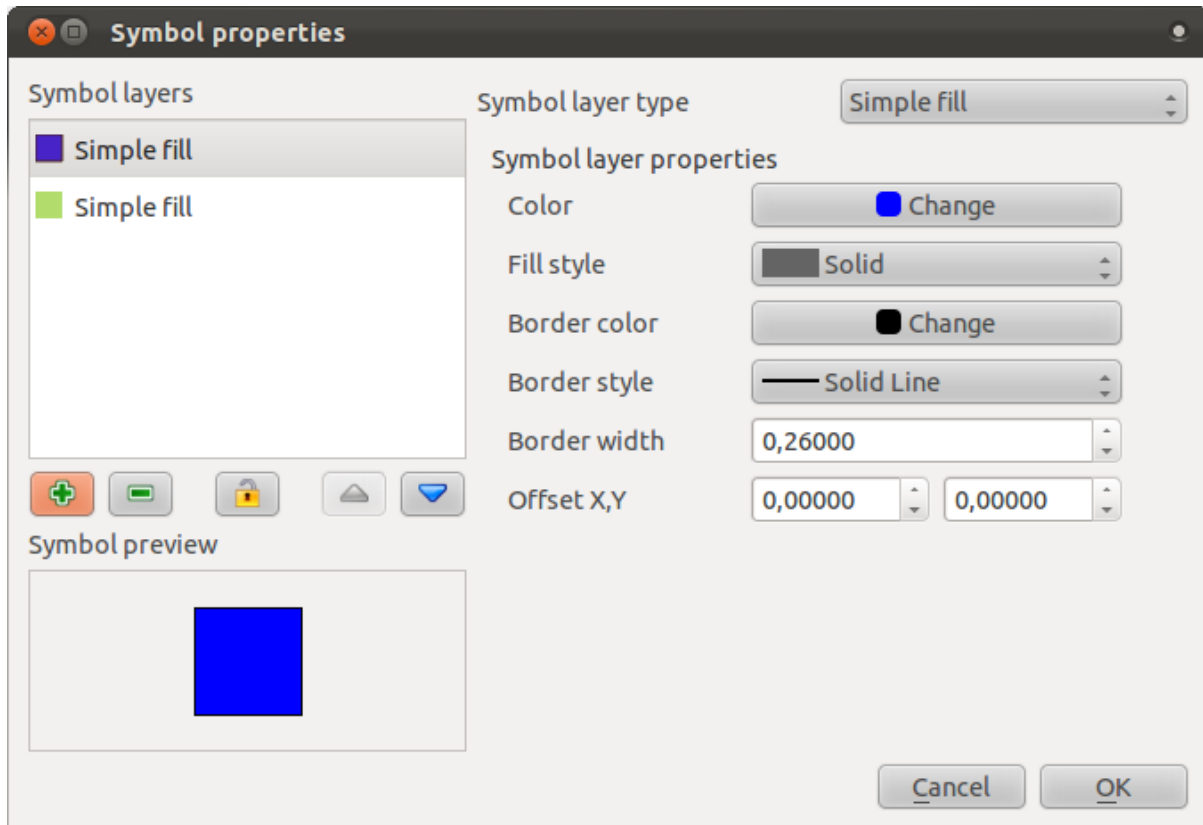 Symbol properties
Symbol layers
Simple fill
Simple fill
Symbol layer type Simple fill
Symbol layer properties
Color Change
Fill style Solid
Border color Change
Border style Solid Line
Border width 0,26000
Offset X,Y 0,00000 0,00000
Symbol preview
Cancel OK